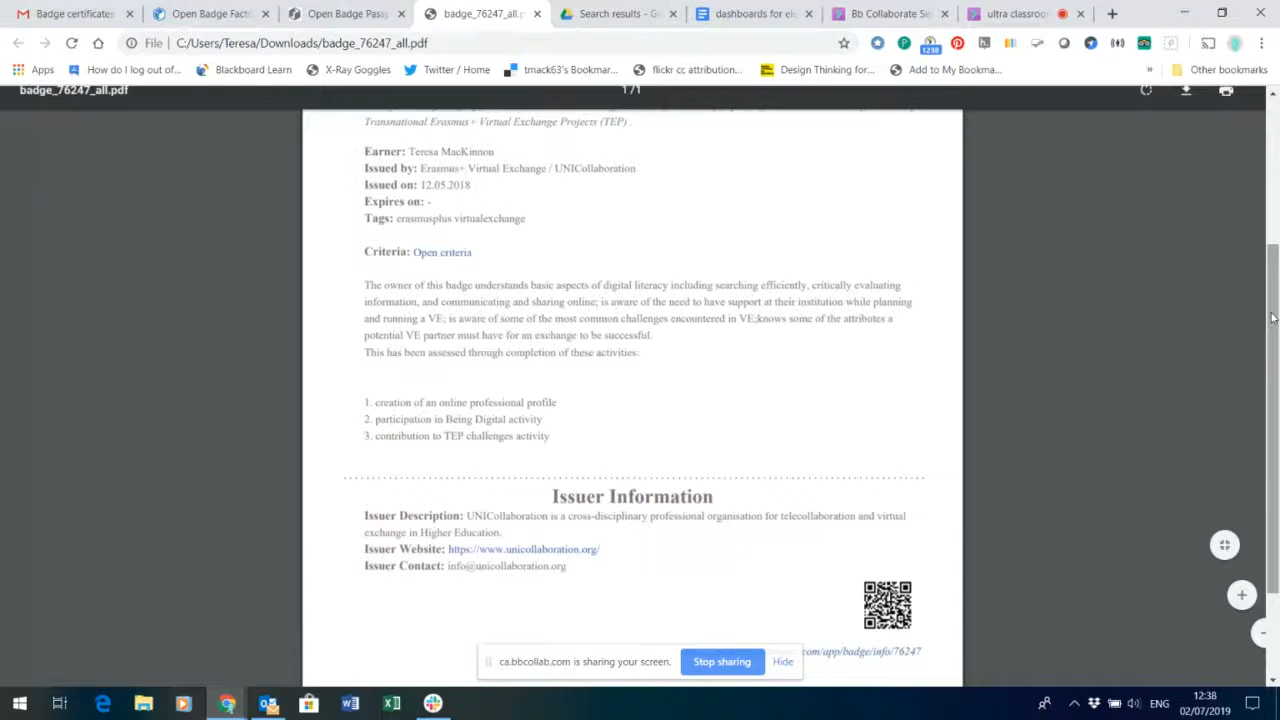 Badge certificates
Open Badge Factory
Open Badge Passp
badge_76247_all.pdf
Search results - Go
dashboards for ele
Bb Collaborate Se
ultra classroo
File | C:/Users/Teresa/Downloads/badge_76247_all.pdf
1238
Apps
How do I log out of...
Blackboard Learn
X-Ray Goggles
Twitter / Home
tmack63's Bookmar...
flickr cc attribution...
Design Thinking for...
Add to My Bookma...
»
Other bookmarks
badge_76247_all.pdf
1/1
Transnational Erasmus+ Virtual Exchange Projects (TEP) .
Earner: Teresa MacKinnon
Issued by: Erasmus+ Virtual Exchange / UNICollaboration
Issued on: 12.05.2018
Expires on: -
Tags: erasmusplus virtualexchange
Criteria: Open criteria
The owner of this badge understands basic aspects of digital literacy including searching efficiently, critically evaluating
information, and communicating and sharing online; is aware of the need to have support at their institution while planning
and running a VE; is aware of some of the most common challenges encountered in VE;knows some of the attributes a
potential VE partner must have for an exchange to be successful.
This has been assessed through completion of these activities:
1. creation of an online professional profile
2. participation in Being Digital activity
3. contribution to TEP challenges activity
Issuer Information
Issuer Description: UNICollaboration is a cross-disciplinary professional organisation for telecollaboration and virtual
exchange in Higher Education.
Issuer Website: https://www.unicollaboration.org/
Issuer Contact: info@unicollaboration.org
com/app/badge/info/76247
ca.bbcollab.com is sharing your screen.
Stop sharing
Hide
ENG
12:38
02/07/2019